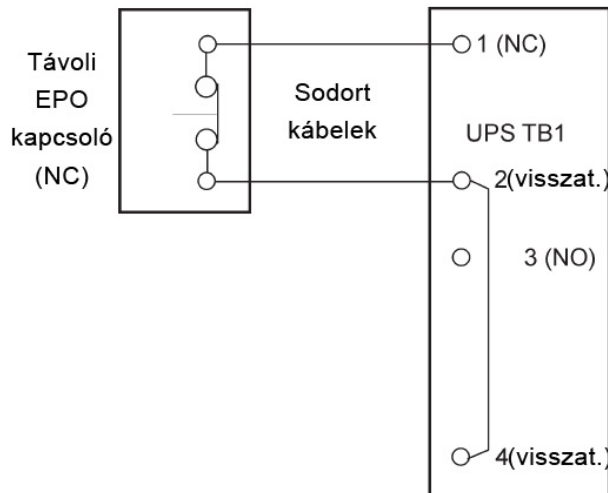 Távoli
EPO
kapcsoló
(NC)
Sodort
kábelek
1 (NC)
UPS TB1
2(visszat.)
3 (NO)
4(visszat.)